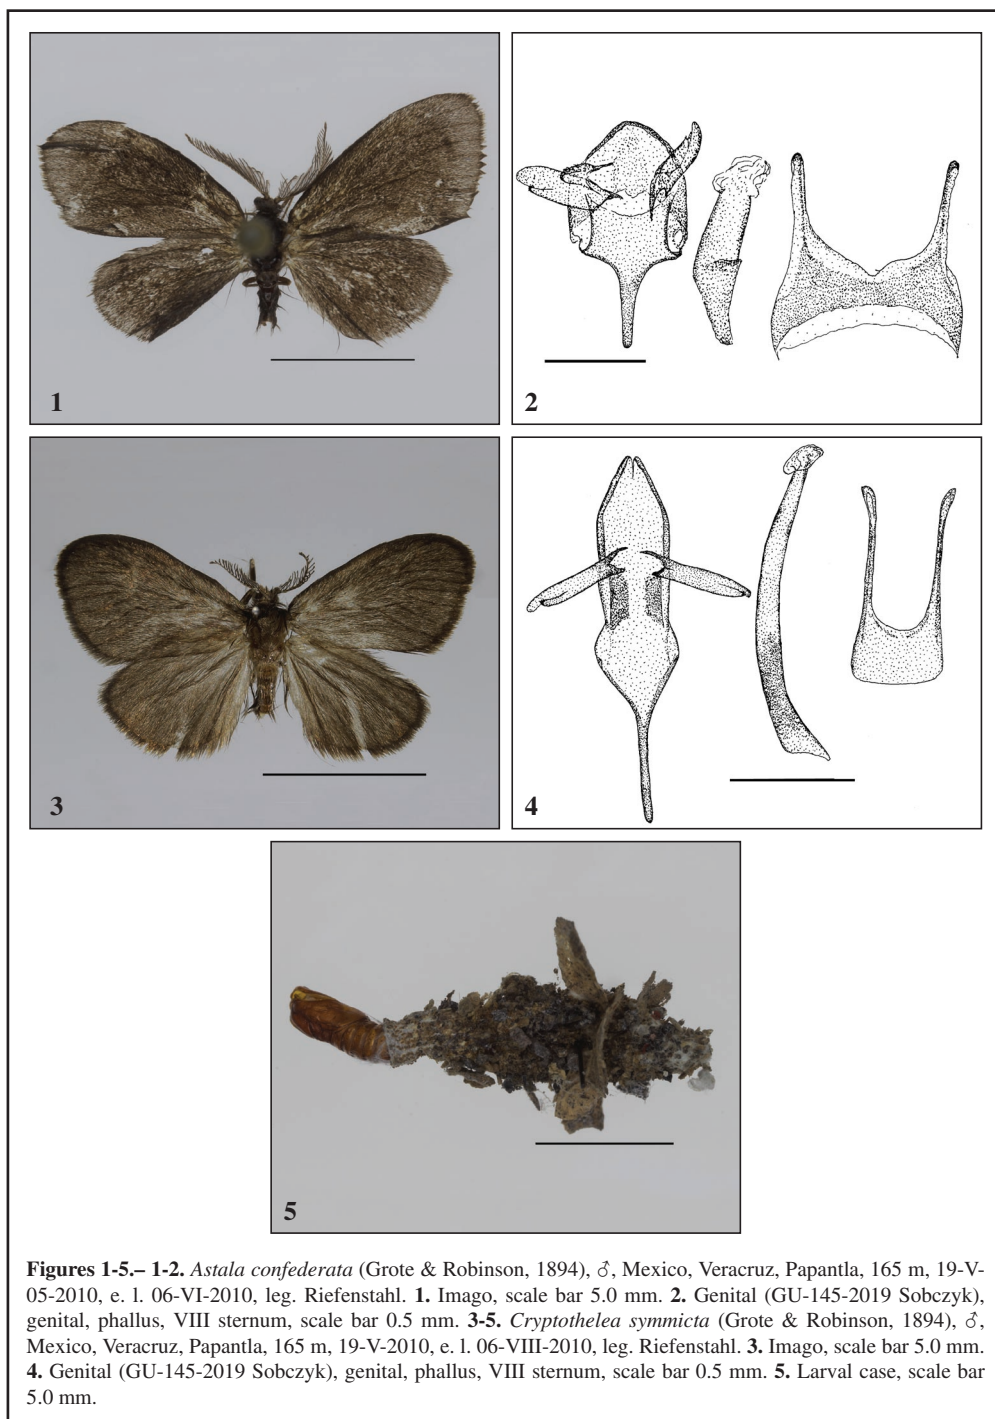 1
2
3
4
5
Figures 1-5.– 1-2. Astala confederata (Grote & Robinson, 1894), ♂, Mexico, Veracruz, Papantla, 165 m, 19-V-
05-2010, e. l. 06-VI-2010, leg. Riefenstahl. 1. Imago, scale bar 5.0 mm. 2. Genital (GU-145-2019 Sobczyk),
genital, phallus, VIII sternum, scale bar 0.5 mm. 3-5. Cryptothelea symmicta (Grote & Robinson, 1894), ♂,
Mexico, Veracruz, Papantla, 165 m, 19-V-2010, e. l. 06-VIII-2010, leg. Riefenstahl. 3. Imago, scale bar 5.0 mm.
4. Genital (GU-145-2019 Sobczyk), genital, phallus, VIII sternum, scale bar 0.5 mm. 5. Larval case, scale bar
5.0 mm.